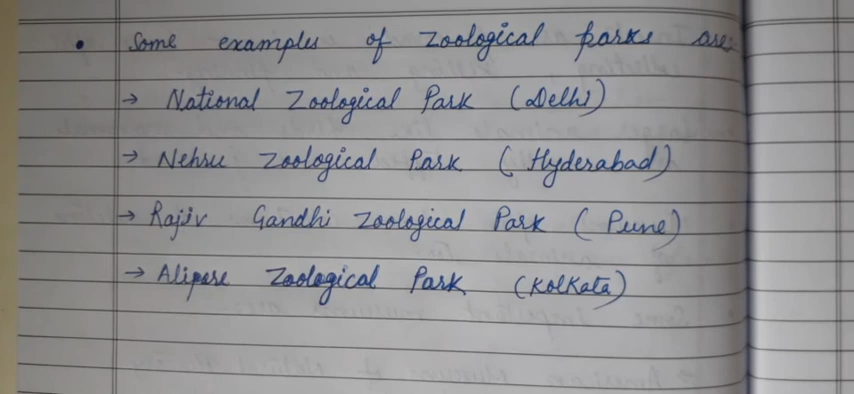 • Some examples of Zoological parks are:
→ National Zoological Park (Delhi)
→ Nehru Zoological Park (Hyderabad)
→ Rajiv Gandhi Zoological Park (Pune)
→ Alipore Zoological Park (Kolkata)